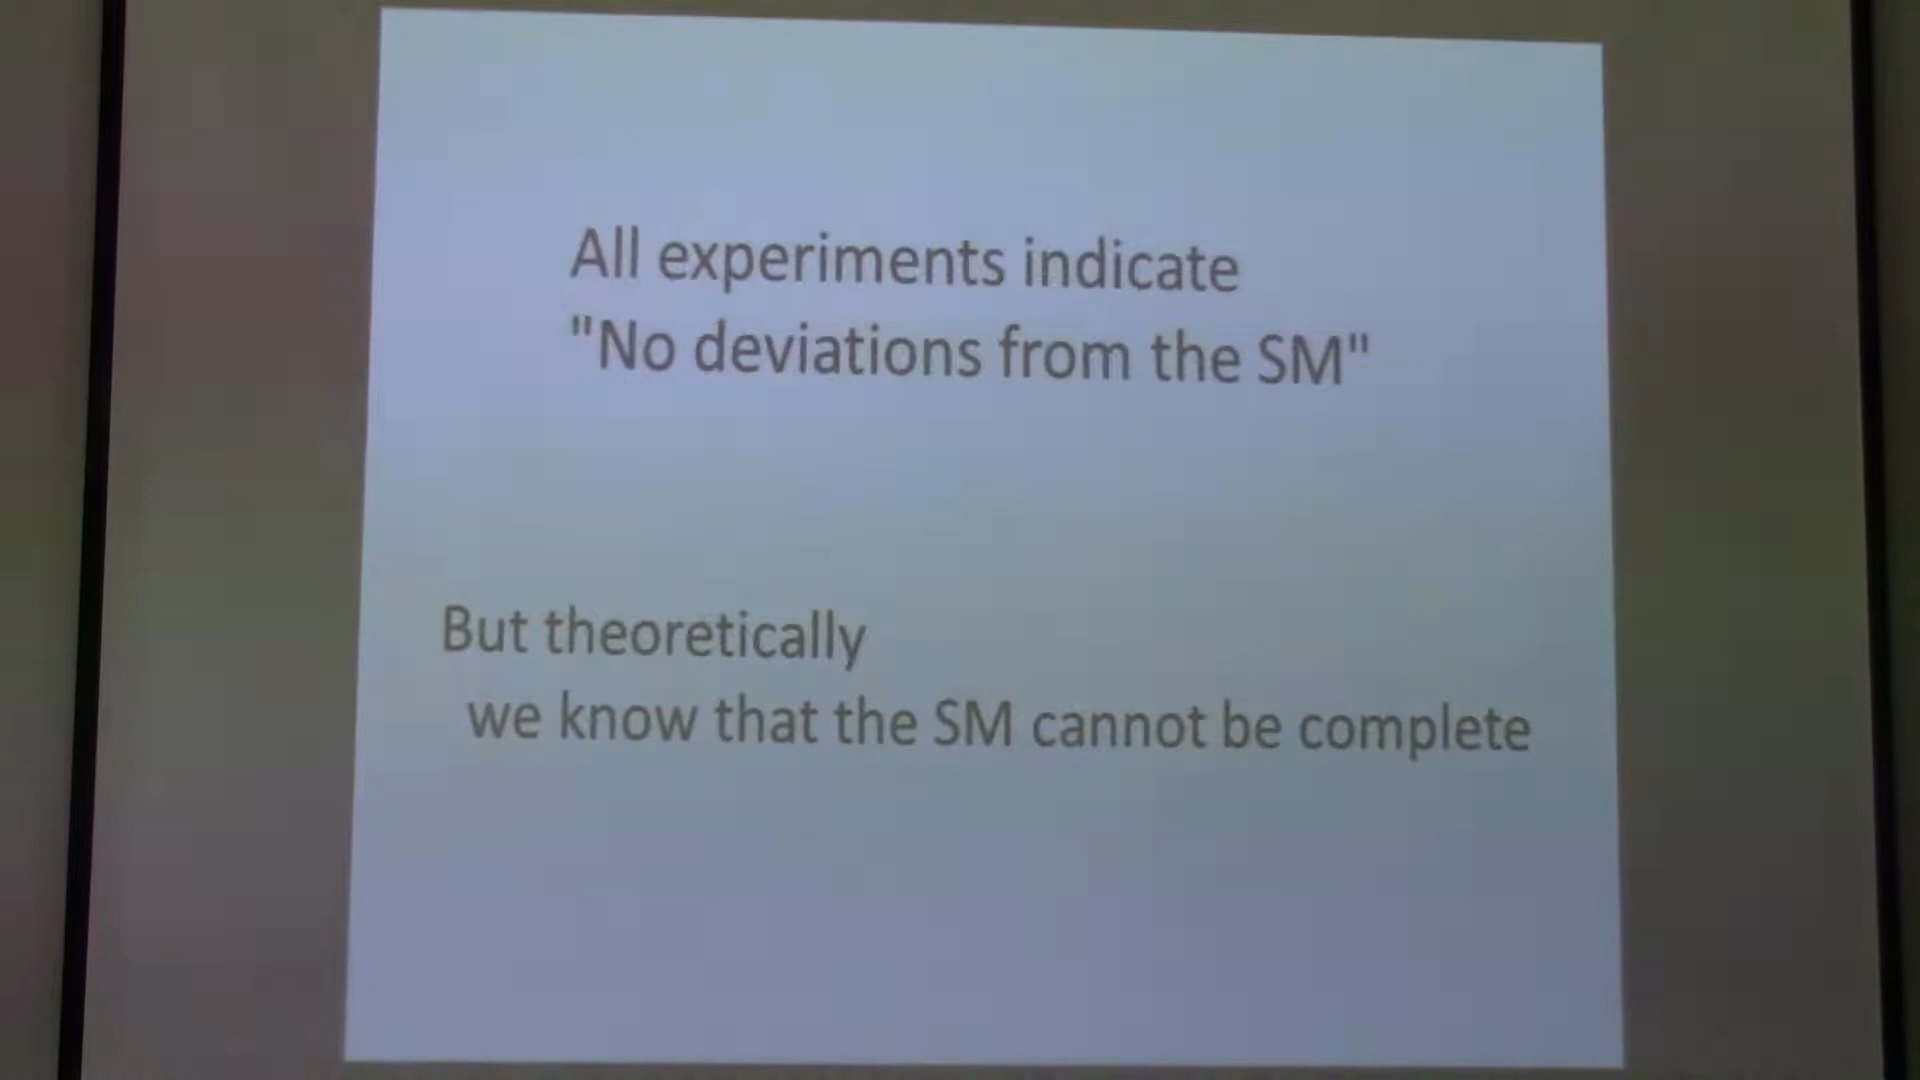 All experiments indicate
"No deviations from the SM"
But theoretically
we know that the SM cannot be complete